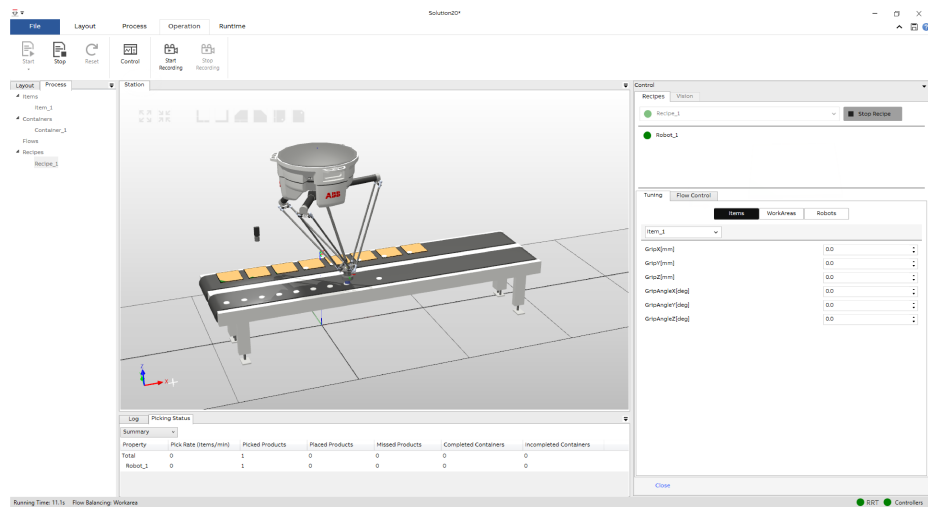 Solution20*
File Layout Process Operation Runtime
Start Stop Reset Control Start Recording Stop Recording
Layout Process
Items
Item_1
Containers
Container_1
Flows
Recipes
Recipe_1
Station
ABB
Z
X
Log Picking Status
Summary
Property Pick Rate (Items/min) Picked Products Placed Products Missed Products Completed Containers Incompleted Containers
Total 0 1 0 0 0 0
Robot_1 0 1 0 0 0 0
Control
Recipes Vision
Recipe_1 Stop Recipe
Robot_1
Tuning Flow Control
Items WorkAreas Robots
Item_1
GripX[mm] 0.0
GripY[mm] 0.0
GripZ[mm] 0.0
GripAngleX[deg] 0.0
GripAngleY[deg] 0.0
GripAngleZ[deg] 0.0
Close
Running Time: 11.1s Flow Balancing: Workarea RRT Controllers